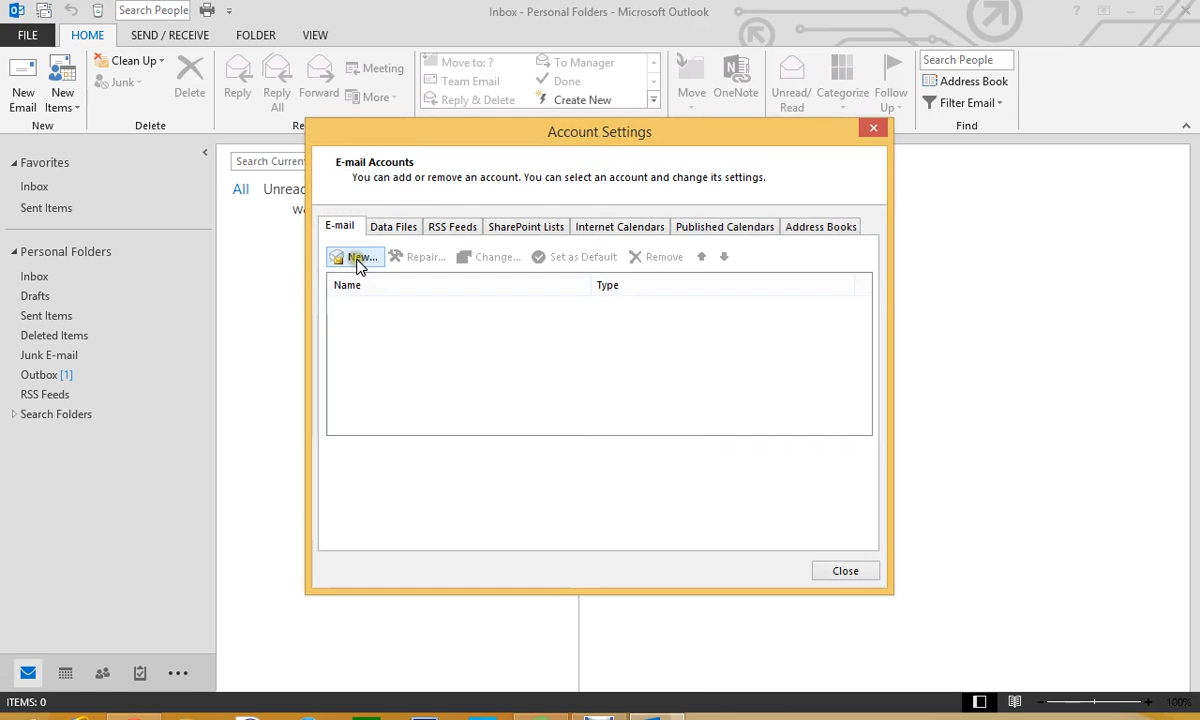 Search People
Inbox - Personal Folders - Microsoft Outlook
?
FILE
HOME
SEND / RECEIVE
FOLDER
VIEW
New
Email
New
Items
New
Clean Up
Junk
Delete
Delete
Reply
Reply
All
Forward
Meeting
More
Re
Move to: ?
Team Email
Reply & Delete
To Manager
Done
Create New
Move
OneNote
Unread/
Read
Categorize
Follow
Up
Search People
Address Book
Filter Email
Find
Favorites
Inbox
Sent Items
Personal Folders
Inbox
Drafts
Sent Items
Deleted Items
Junk E-mail
Outbox [1]
RSS Feeds
Search Folders
Search Curren
All Unread
We
Account Settings
E-mail Accounts
You can add or remove an account. You can select an account and change its settings.
E-mail
Data Files
RSS Feeds
SharePoint Lists
Internet Calendars
Published Calendars
Address Books
New...
Repair...
Change...
Set as Default
Remove
Name
Type
Close
ITEMS: 0
100%